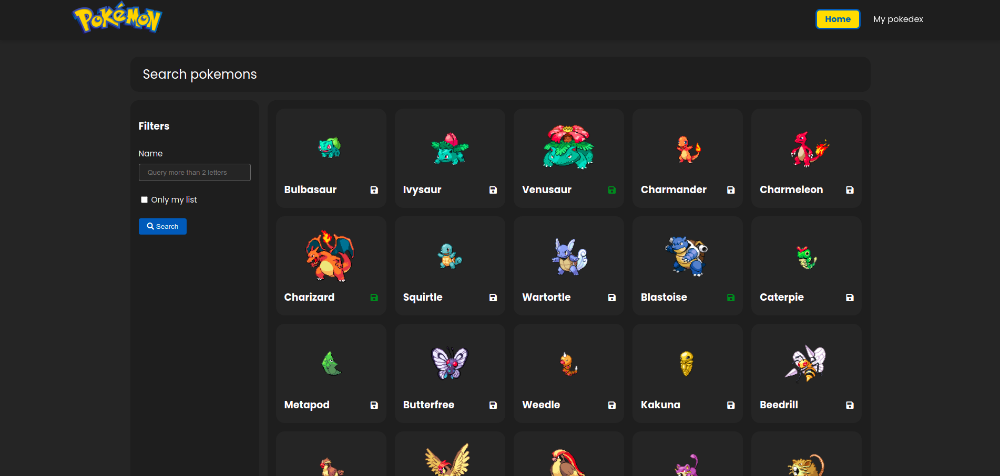 POKéMON
Home
My pokedex
Search pokemons
Filters
Name
Query more than 2 letters
Only my list
Search
Bulbasaur
Ivysaur
Venusaur
Charmander
Charmeleon
Charizard
Squirtle
Wartortle
Blastoise
Caterpie
Metapod
Butterfree
Weedle
Kakuna
Beedrill